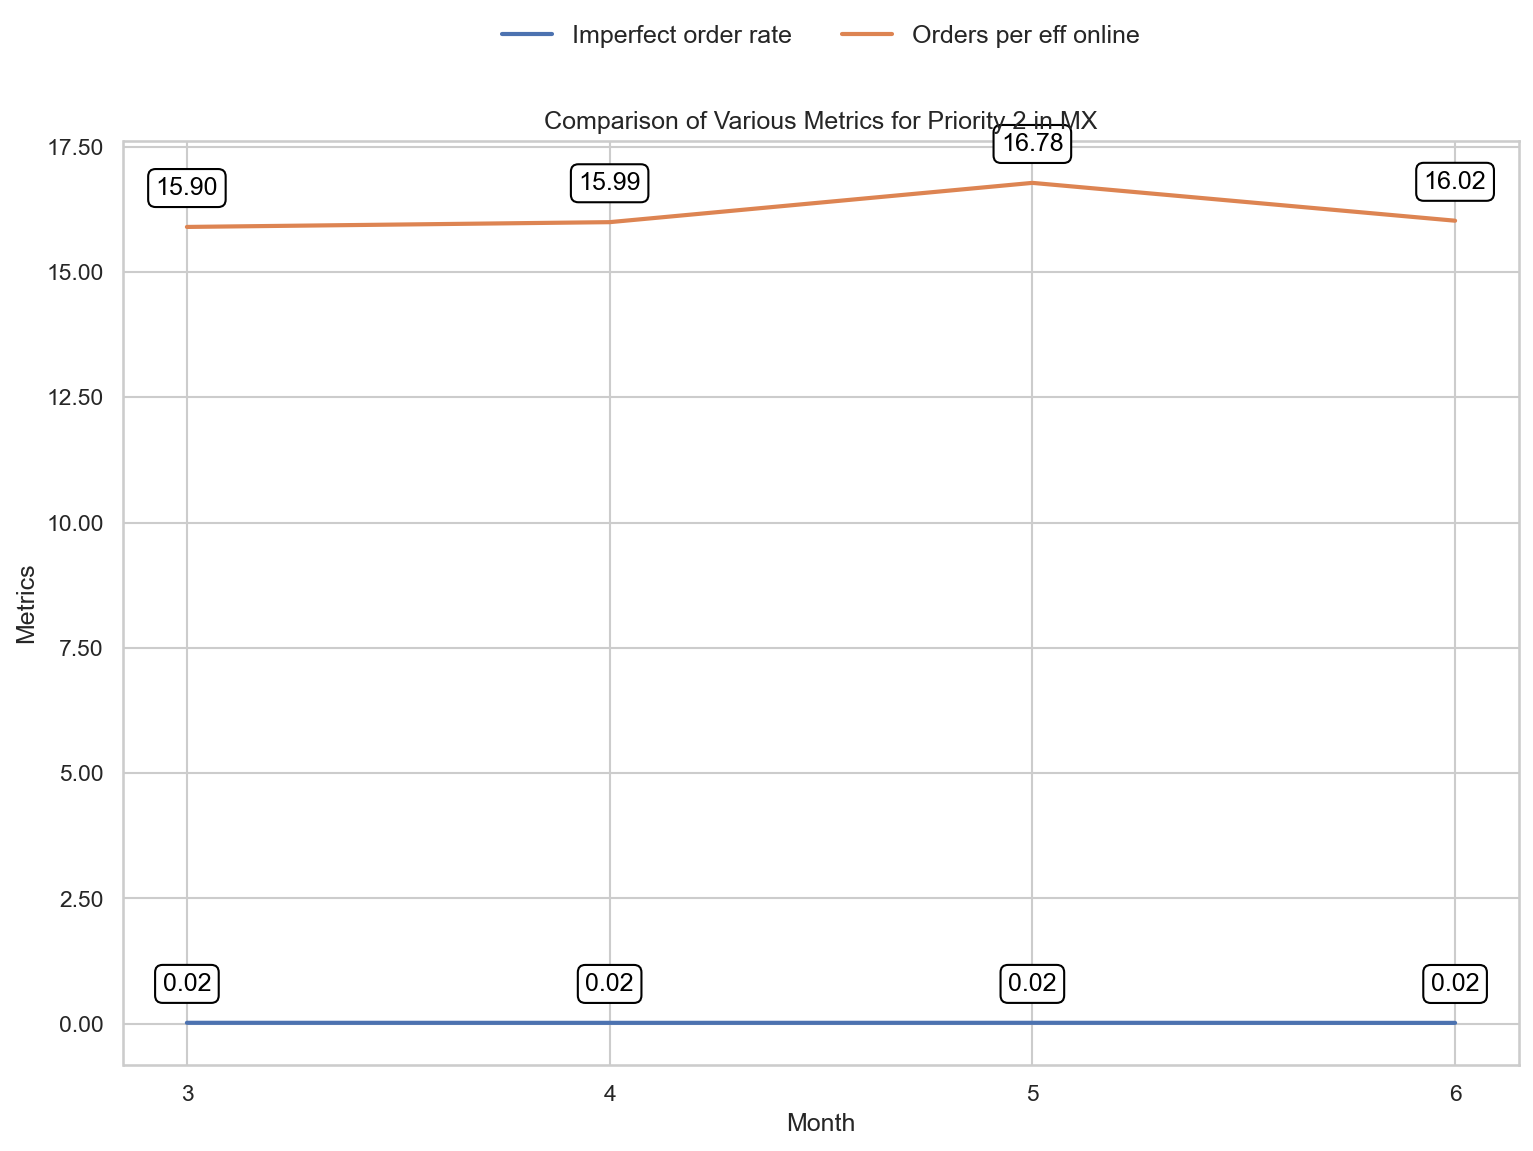 Imperfect order rate Orders per eff online
Comparison of Various Metrics for Priority 2 in MX
17.50
15.90 15.99 16.78 16.02
15.00
12.50
10.00
Metrics
7.50
5.00
2.50
0.02 0.02 0.02 0.02
0.00
3 4 5 6
Month